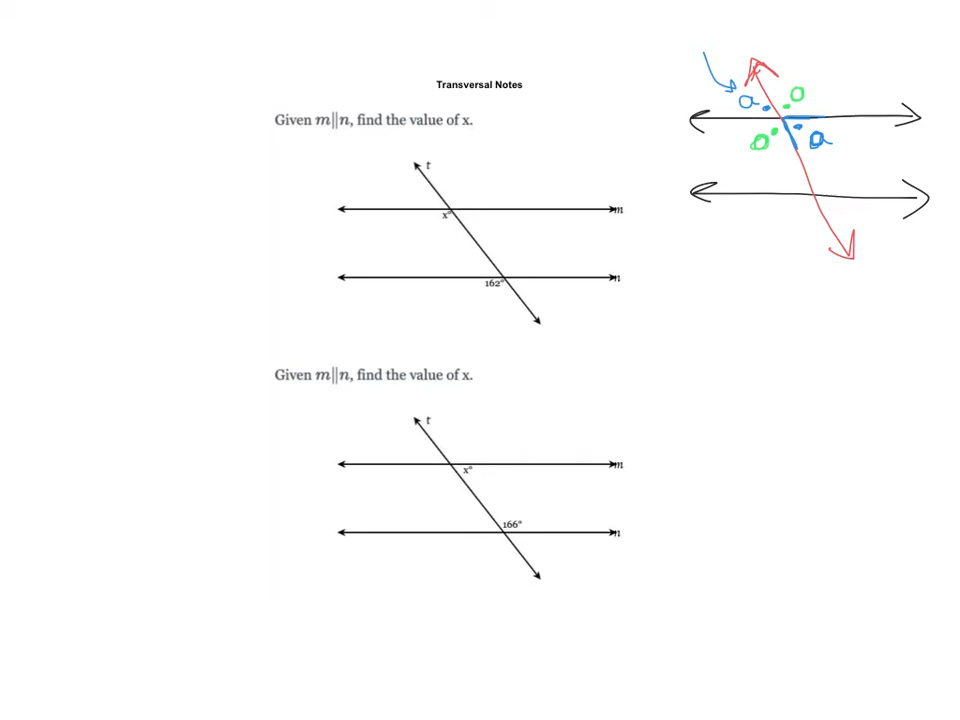 Transversal Notes
Given m||n, find the value of x.
t
m
x°
n
162°
Given m||n, find the value of x.
t
m
x°
166°
n
a
o
o
a